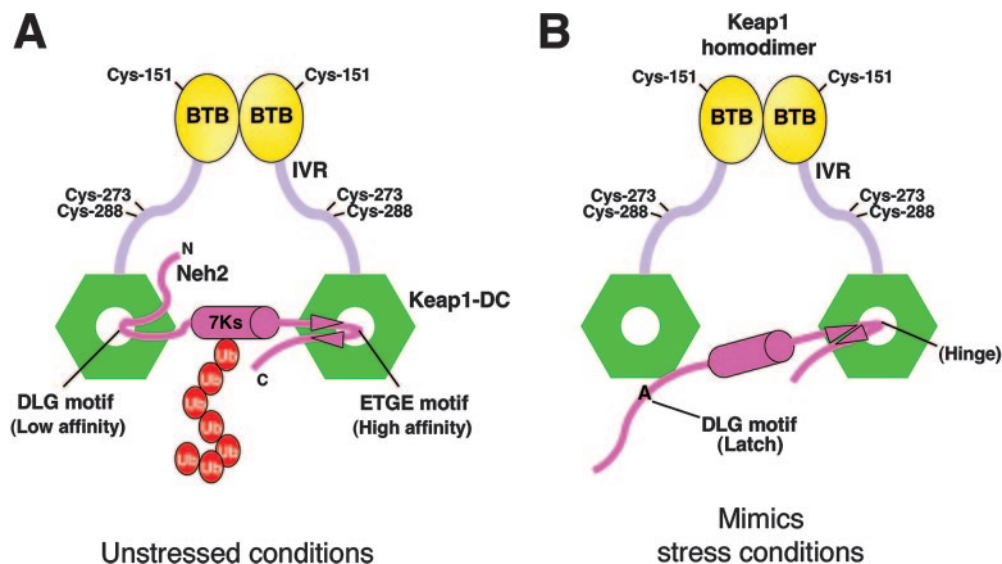 A
Cys-151
Cys-151
BTB
BTB
IVR
Cys-273
Cys-288
Cys-273
Cys-288
N
Neh2
Keap1-DC
7Ks
Ub
Ub
Ub
Ub
Ub
Ub
Ub
Ub
C
DLG motif
(Low affinity)
ETGE motif
(High affinity)
Unstressed conditions
B
Keap1
homodimer
Cys-151
Cys-151
BTB
BTB
IVR
Cys-273
Cys-288
Cys-273
Cys-288
(Hinge)
A
DLG motif
(Latch)
Mimics
stress conditions